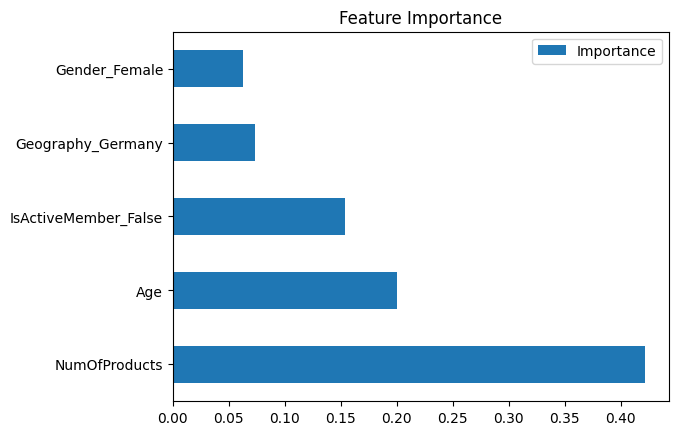 Feature Importance
Importance
Gender_Female
Geography_Germany
IsActiveMember_False
Age
NumOfProducts
0.00 0.05 0.10 0.15 0.20 0.25 0.30 0.35 0.40